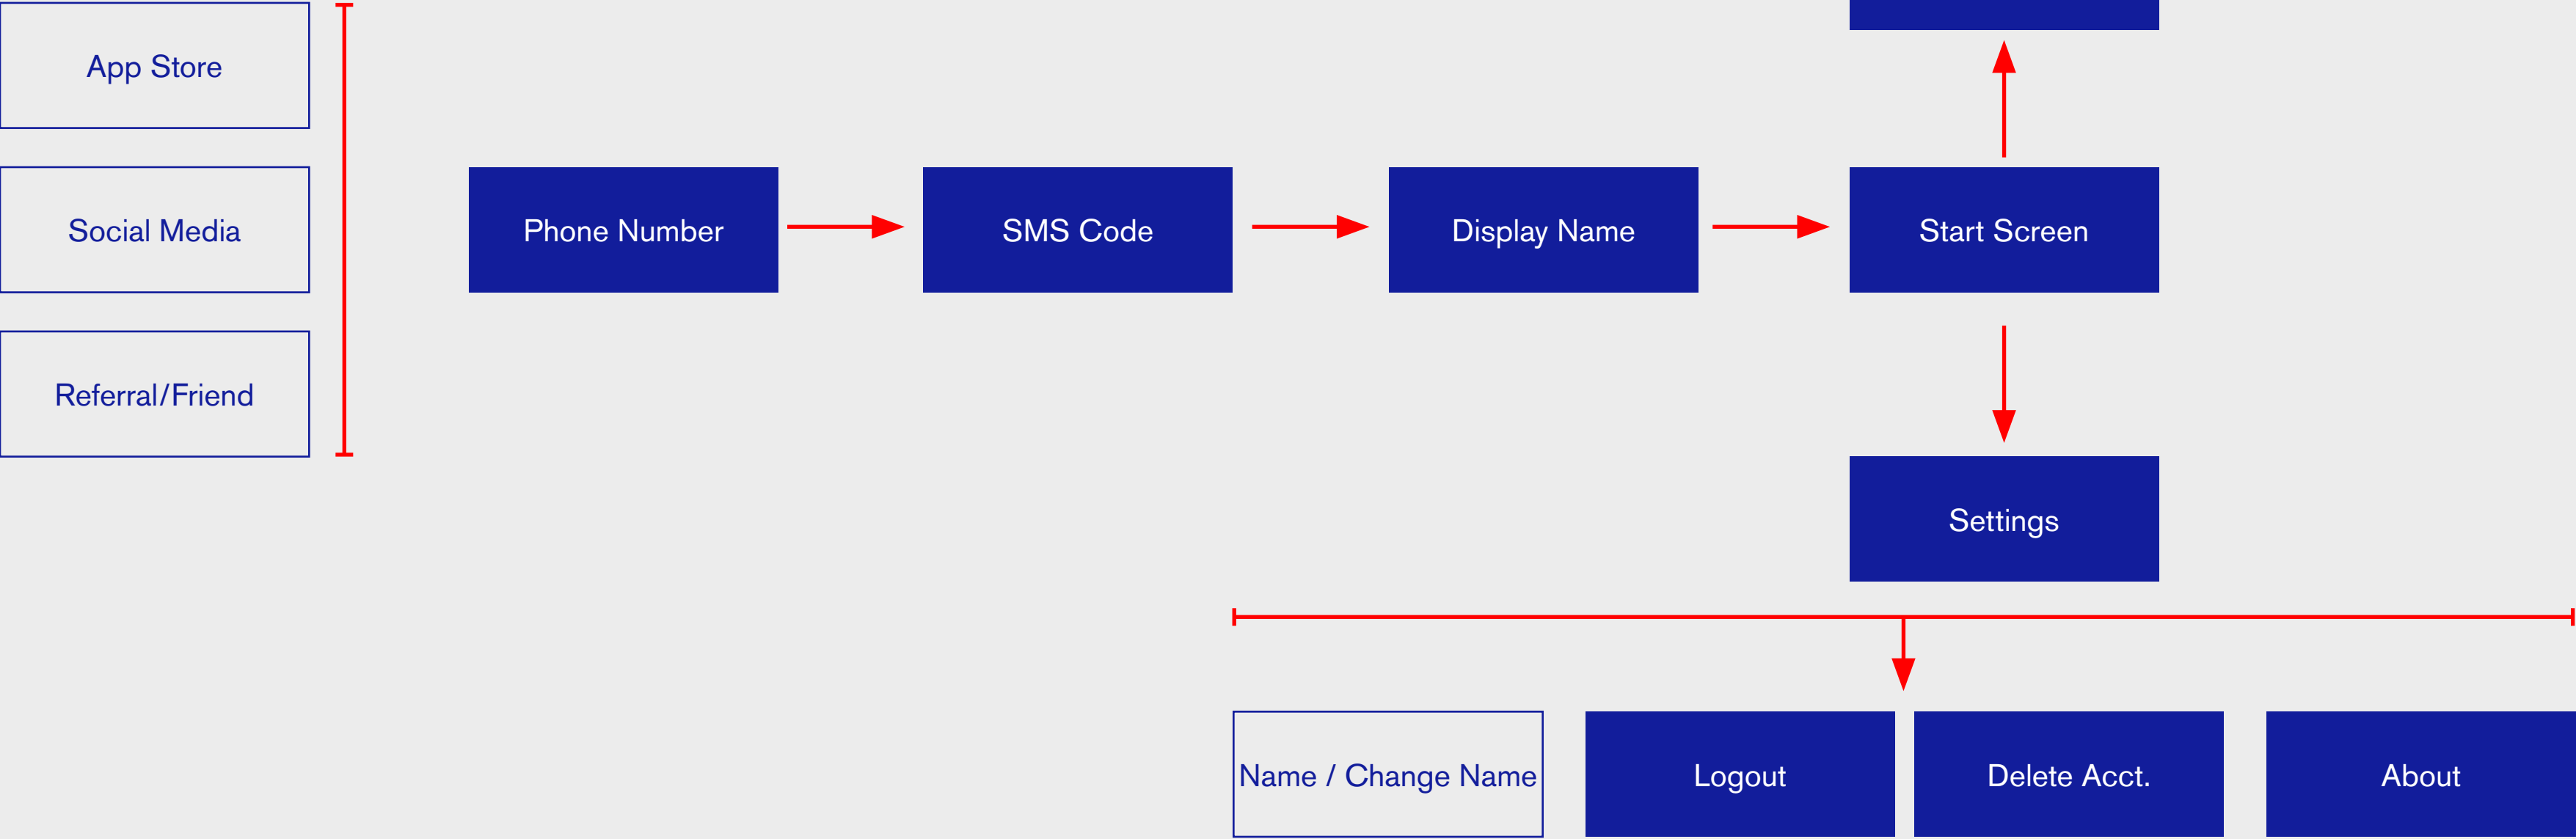 App Store
Social Media
Phone Number
SMS Code
Display Name
Start Screen
Referral/Friend
Settings
Name / Change Name
Logout
Delete Acct.
About